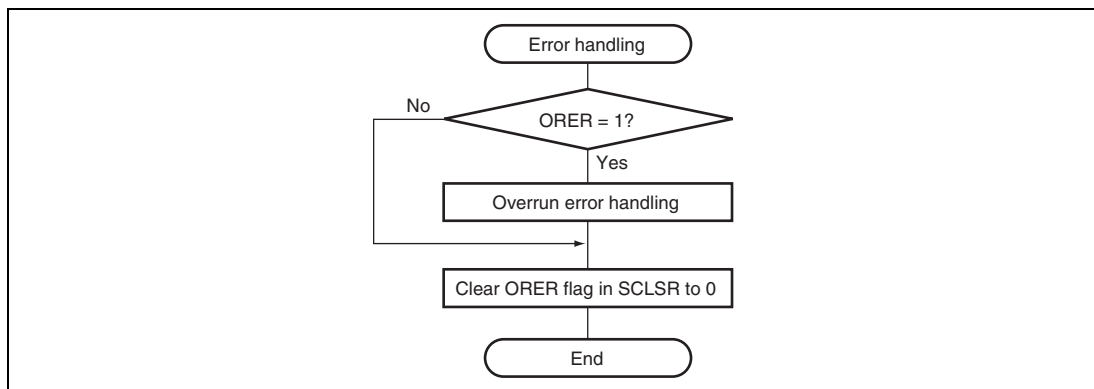 Error handling
No
ORER = 1?
Yes
Overrun error handling
Clear ORER flag in SCLSR to 0
End